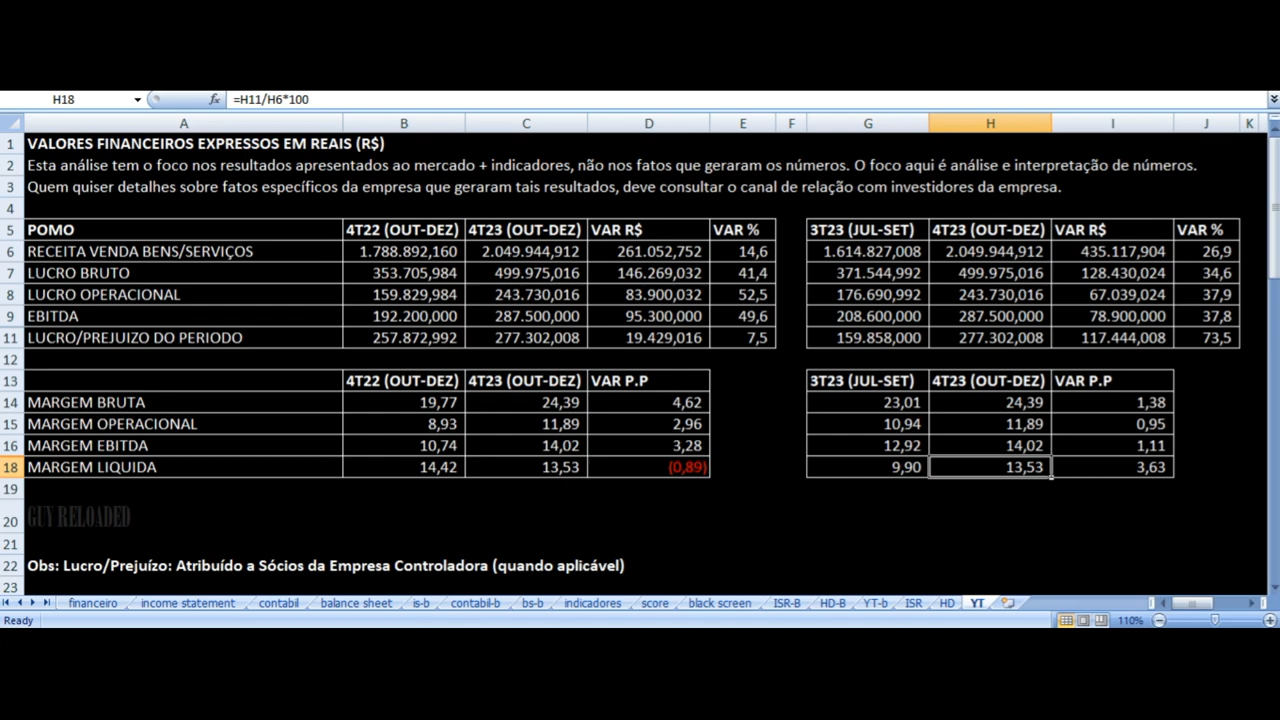 H18 fx =H11/H6*100
A B C D E F G H I J K
1 VALORES FINANCEIROS EXPRESSOS EM REAIS (R$)
2 Esta análise tem o foco nos resultados apresentados ao mercado + indicadores, não nos fatos que geraram os números. O foco aqui é análise e interpretação de números.
3 Quem quiser detalhes sobre fatos específicos da empresa que geraram tais resultados, deve consultar o canal de relação com investidores da empresa.
4
5 POMO 4T22 (OUT-DEZ) 4T23 (OUT-DEZ) VAR R$ VAR % 3T23 (JUL-SET) 4T23 (OUT-DEZ) VAR R$ VAR %
6 RECEITA VENDA BENS/SERVIÇOS 1.788.892,160 2.049.944,912 261.052,752 14,6 1.614.827,008 2.049.944,912 435.117,904 26,9
7 LUCRO BRUTO 353.705,984 499.975,016 146.269,032 41,4 371.544,992 499.975,016 128.430,024 34,6
8 LUCRO OPERACIONAL 159.829,984 243.730,016 83.900,032 52,5 176.690,992 243.730,016 67.039,024 37,9
9 EBITDA 192.200,000 287.500,000 95.300,000 49,6 208.600,000 287.500,000 78.900,000 37,8
11 LUCRO/PREJUIZO DO PERIODO 257.872,992 277.302,008 19.429,016 7,5 159.858,000 277.302,008 117.444,008 73,5
12
13 4T22 (OUT-DEZ) 4T23 (OUT-DEZ) VAR P.P 3T23 (JUL-SET) 4T23 (OUT-DEZ) VAR P.P
14 MARGEM BRUTA 19,77 24,39 4,62 23,01 24,39 1,38
15 MARGEM OPERACIONAL 8,93 11,89 2,96 10,94 11,89 0,95
16 MARGEM EBITDA 10,74 14,02 3,28 12,92 14,02 1,11
18 MARGEM LIQUIDA 14,42 13,53 (0,89) 9,90 13,53 3,63
19
20 GUY RELOADED
21
22 Obs: Lucro/Prejuízo: Atribuído a Sócios da Empresa Controladora (quando aplicável)
23
financeiro income statement contabil balance sheet is-b contabil-b bs-b indicadores score black screen ISR-B HD-B YT-b ISR HD YT
Ready 110%